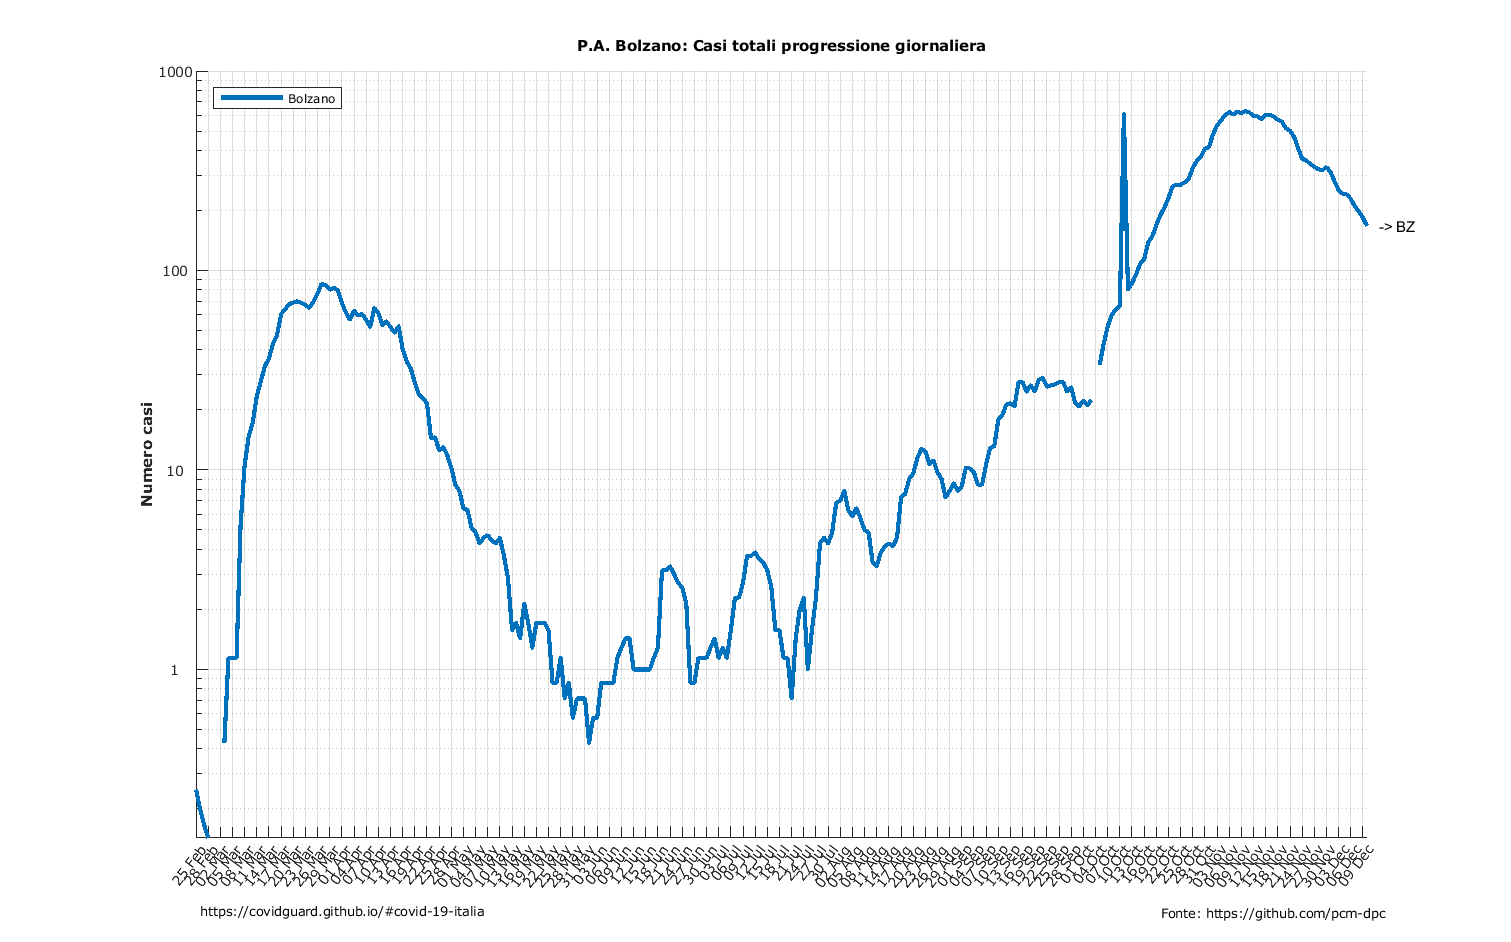 P.A. Bolzano: Casi totali progressione giornaliera
Bolzano
1000
100
10
1
Numero casi
-> BZ
25 Feb
28 Feb
02 Mar
05 Mar
08 Mar
11 Mar
14 Mar
17 Mar
20 Mar
23 Mar
26 Mar
29 Mar
01 Apr
04 Apr
07 Apr
10 Apr
13 Apr
16 Apr
19 Apr
22 Apr
25 Apr
28 Apr
01 May
04 May
07 May
10 May
13 May
16 May
19 May
22 May
25 May
28 May
31 May
03 Jun
06 Jun
09 Jun
12 Jun
15 Jun
18 Jun
21 Jun
24 Jun
27 Jun
30 Jun
03 Jul
06 Jul
09 Jul
12 Jul
15 Jul
18 Jul
21 Jul
24 Jul
27 Jul
30 Jul
02 Aug
05 Aug
08 Aug
11 Aug
14 Aug
17 Aug
20 Aug
23 Aug
26 Aug
29 Aug
01 Sep
04 Sep
07 Sep
10 Sep
13 Sep
16 Sep
19 Sep
22 Sep
25 Sep
28 Sep
01 Oct
04 Oct
07 Oct
10 Oct
13 Oct
16 Oct
19 Oct
22 Oct
25 Oct
28 Oct
31 Oct
03 Nov
06 Nov
09 Nov
12 Nov
15 Nov
18 Nov
21 Nov
24 Nov
27 Nov
30 Nov
03 Dec
06 Dec
09 Dec
https://covidguard.github.io/#covid-19-italia
Fonte: https://github.com/pcm-dpc